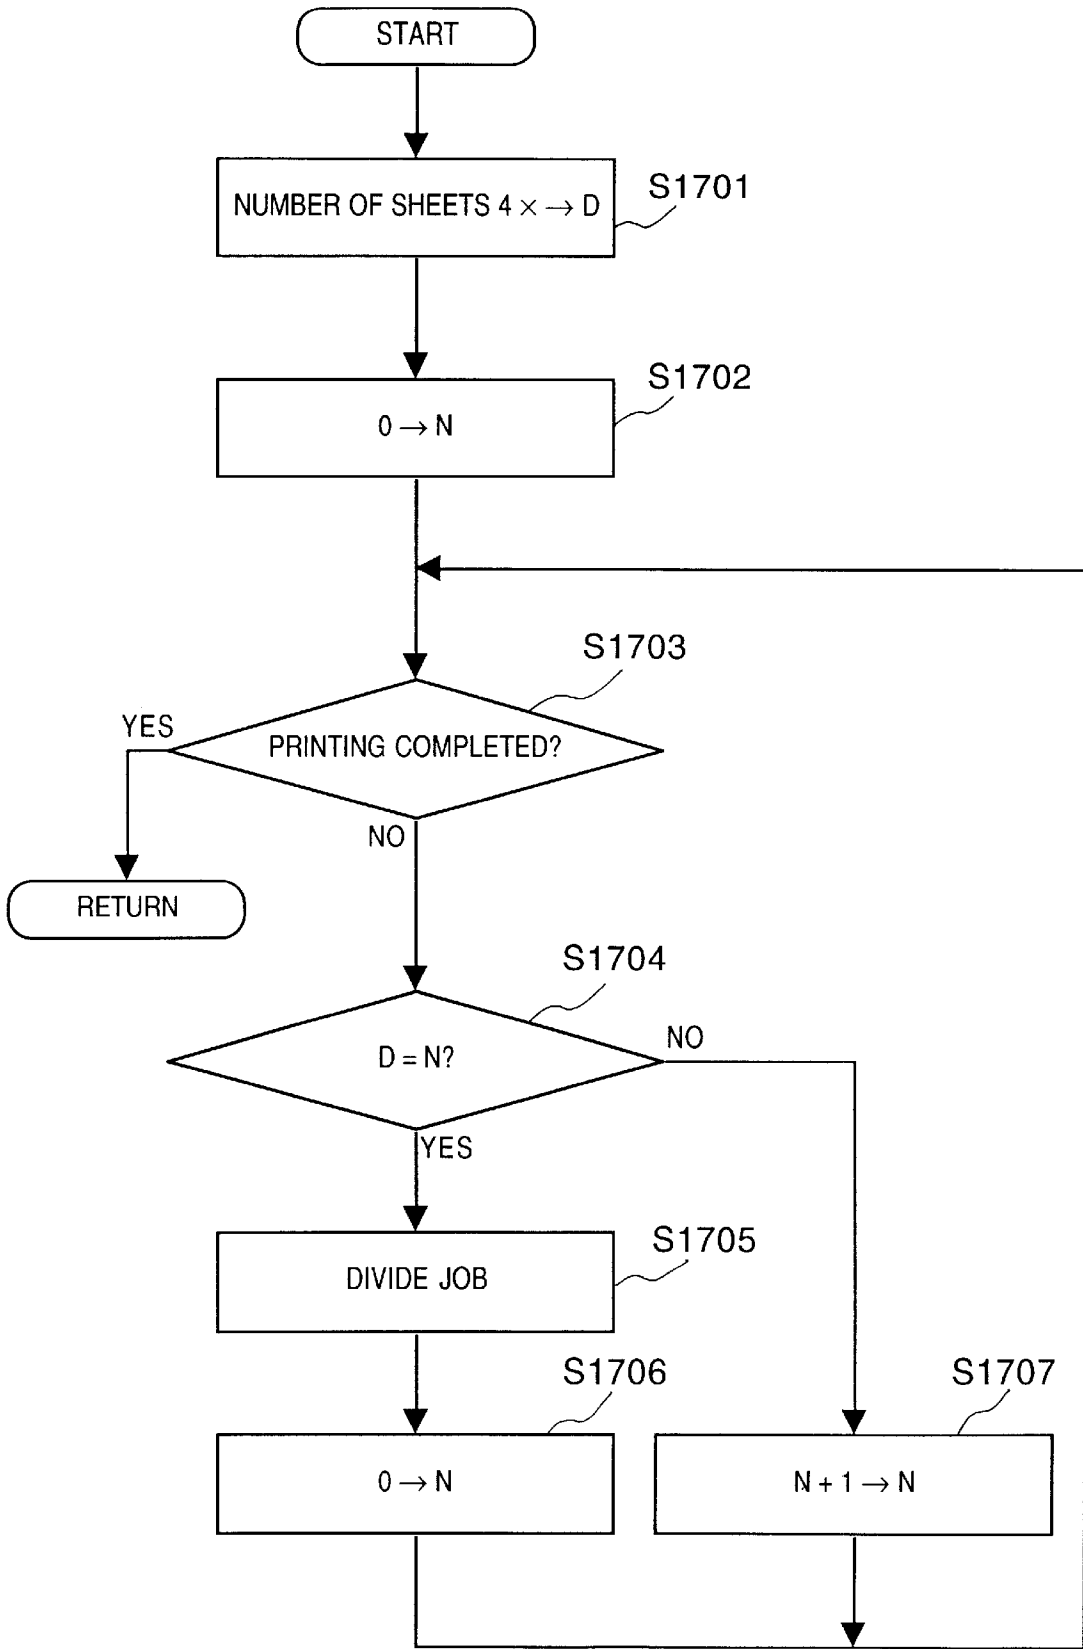 START
NUMBER OF SHEETS 4 × → D
S1701
0 → N
S1702
S1703
YES
PRINTING COMPLETED?
NO
RETURN
S1704
D = N?
NO
YES
DIVIDE JOB
S1705
S1706
0 → N
S1707
N + 1 → N